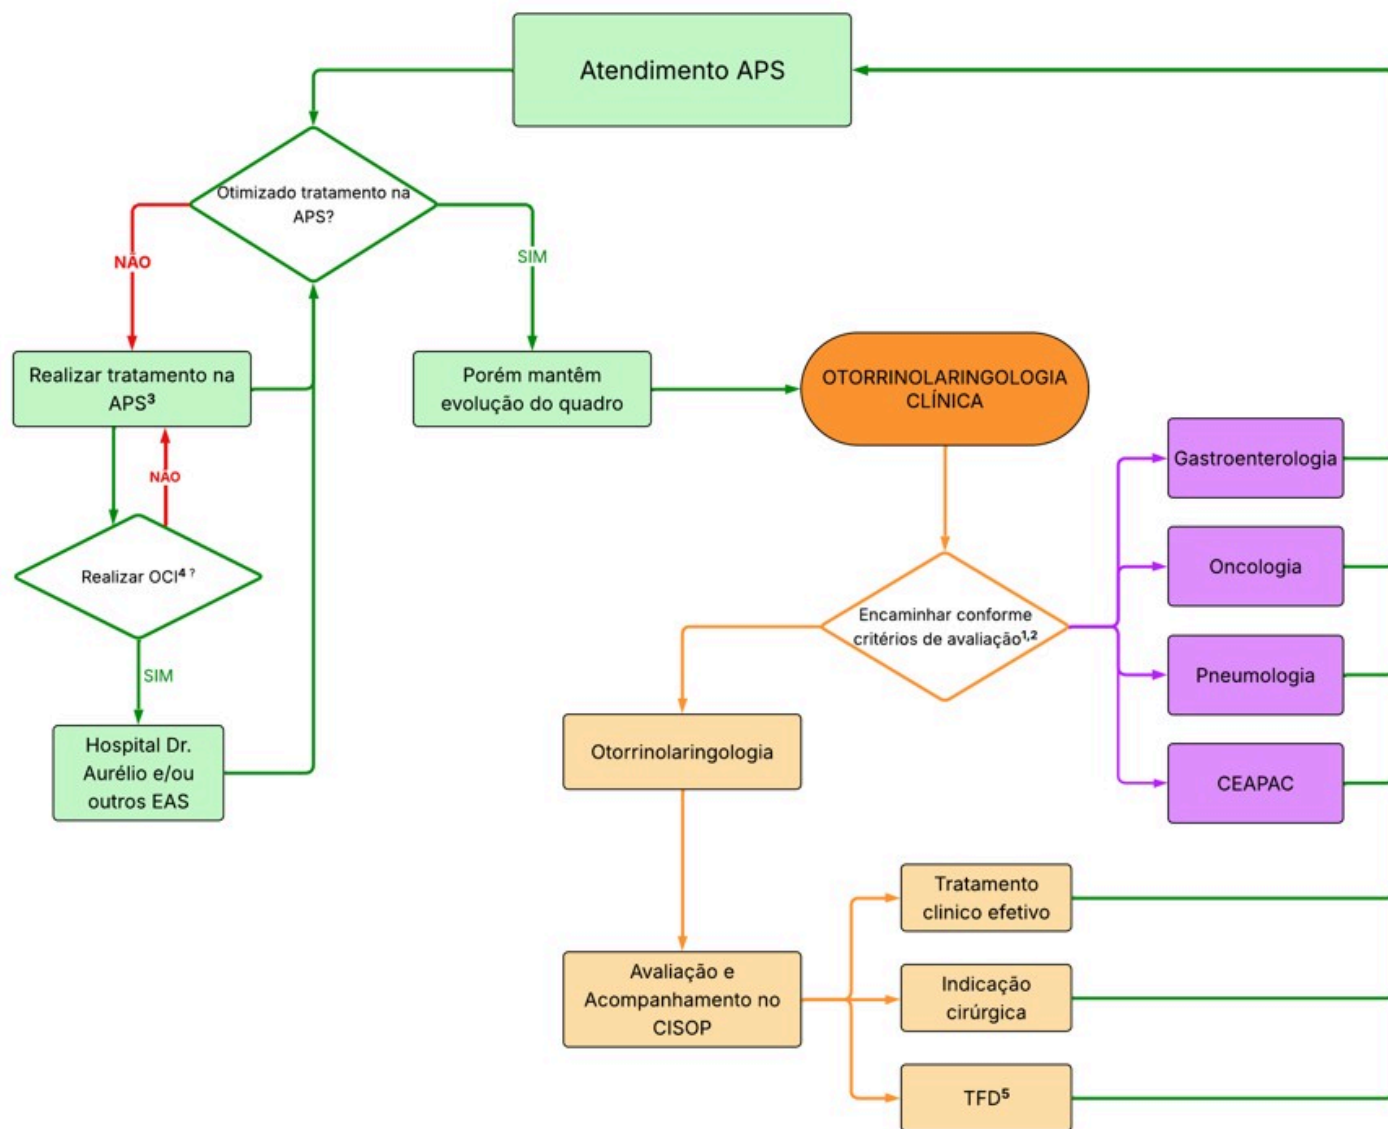 Atendimento APS
Otimizado tratamento na
APS?
NÃO
SIM
Realizar tratamento na
APS³
Porém mantêm
evolução do quadro
OTORRINOLARINGOLOGIA
CLÍNICA
NÃO
Realizar OCI⁴ ?
SIM
Hospital Dr.
Aurélio e/ou
outros EAS
Encaminhar conforme
critérios de avaliação¹,²
Gastroenterologia
Oncologia
Pneumologia
CEAPAC
Otorrinolaringologia
Avaliação e
Acompanhamento no
CISOP
Tratamento
clinico efetivo
Indicação
cirúrgica
TFD⁵